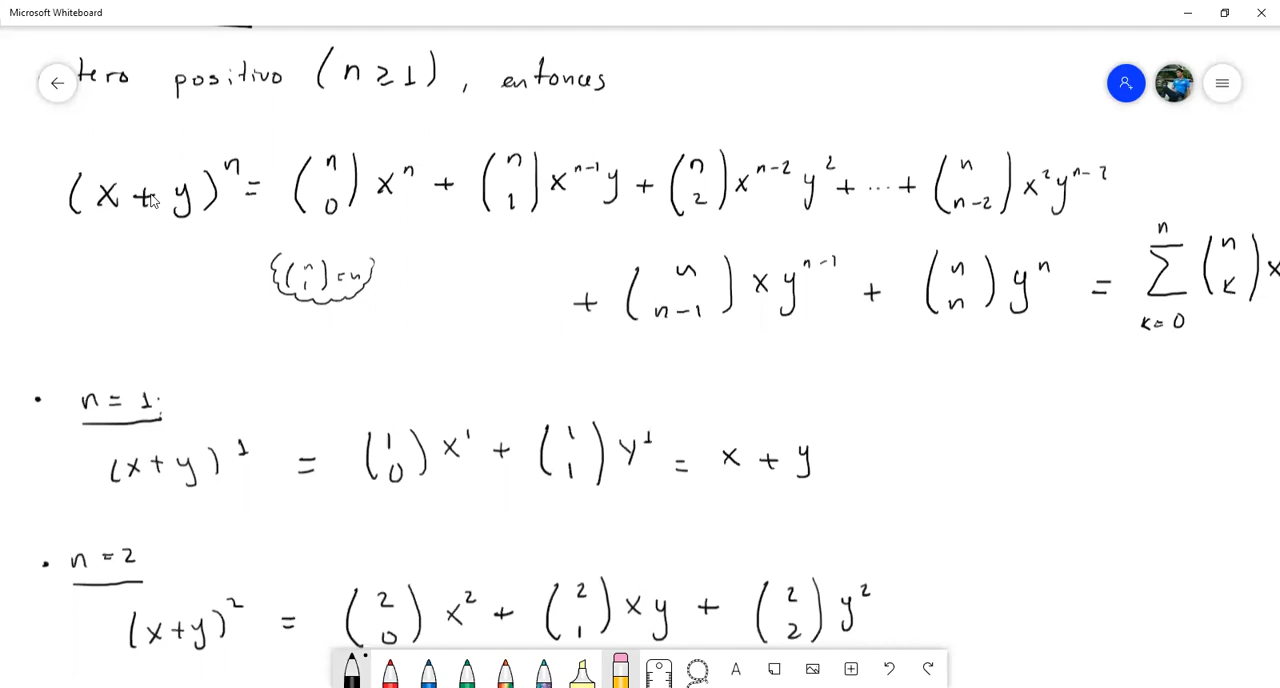 Microsoft Whiteboard
tero positivo (n ≥ 1), entonces
(x + y)^n = (n 0) x^n + (n 1) x^{n-1} y + (n 2) x^{n-2} y^2 + ... + (n n-2) x^2 y^{n-2}
{(n 1) = n}
+ (n n-1) x y^{n-1} + (n n) y^n = Σ_{k=0}^{n} (n k) x
• n = 1:
(x + y)^1 = (1 0) x^1 + (1 1) y^1 = x + y
• n = 2
(x+y)^2 = (2 0) x^2 + (2 1) x y + (2 2) y^2
A